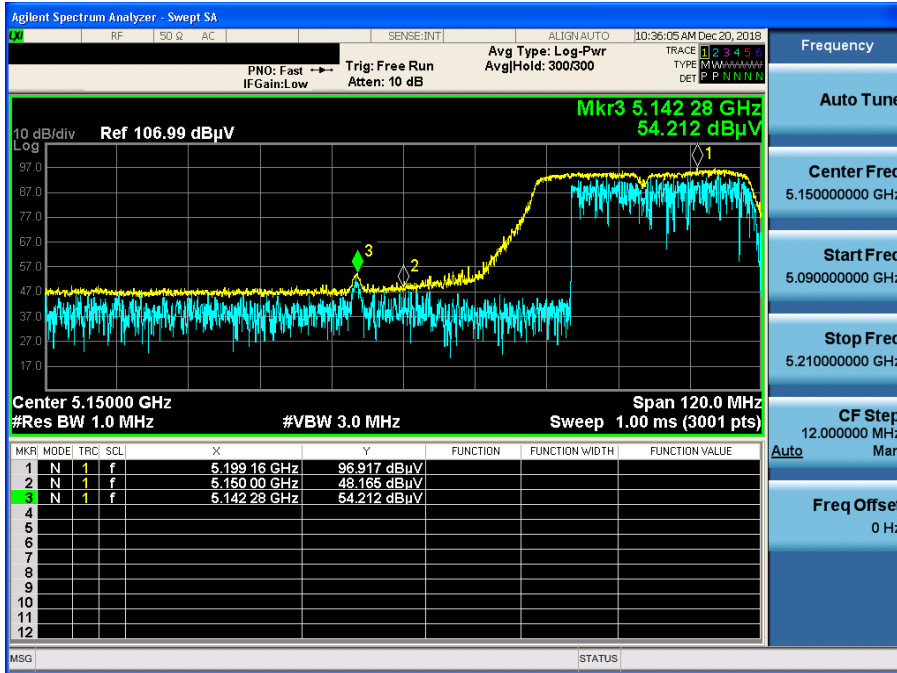 Agilent Spectrum Analyzer - Swept SA
LXI RF 50 Ω AC SENSE:INT ALIGN AUTO 10:36:05 AM Dec 20, 2018
PNO: Fast
IFGain:Low
Trig: Free Run
Atten: 10 dB
Avg Type: Log-Pwr
Avg|Hold: 300/300
TRACE 1 2 3 4 5 6
TYPE M W
DET P P N N N N
Mkr3 5.142 28 GHz
54.212 dBµV
10 dB/div Ref 106.99 dBµV
Log
97.0
87.0
77.0
67.0
57.0
47.0
37.0
27.0
17.0
1
2
3
Center 5.15000 GHz Span 120.0 MHz
#Res BW 1.0 MHz #VBW 3.0 MHz Sweep 1.00 ms (3001 pts)
MKR MODE TRC SCL X Y FUNCTION FUNCTION WIDTH FUNCTION VALUE
1 N 1 f 5.199 16 GHz 96.917 dBµV
2 N 1 f 5.150 00 GHz 48.165 dBµV
3 N 1 f 5.142 28 GHz 54.212 dBµV
4
5
6
7
8
9
10
11
12
MSG STATUS
Frequency
Auto Tune
Center Freq
5.150000000 GHz
Start Freq
5.090000000 GHz
Stop Freq
5.210000000 GHz
CF Step
12.000000 MHz
Auto Man
Freq Offset
0 Hz